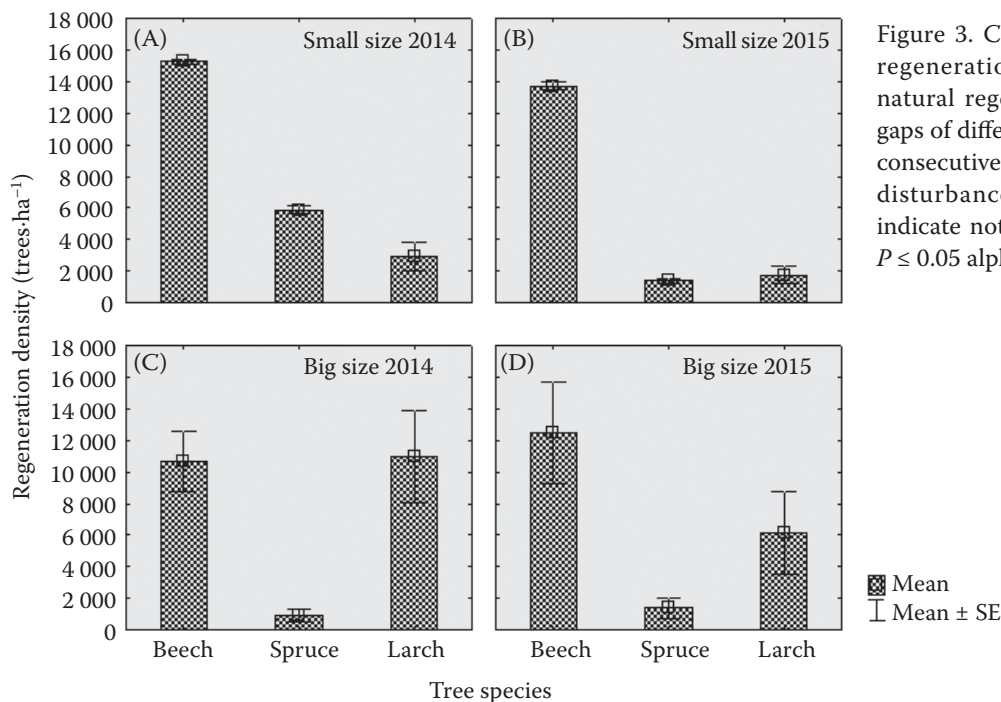 18 000
16 000
14 000
12 000
10 000
8 000
6 000
4 000
2 000
0
(A) Small size 2014
(B) Small size 2015
18 000
16 000
14 000
12 000
10 000
8 000
6 000
4 000
2 000
0
(C) Big size 2014
(D) Big size 2015
Regeneration density (trees·ha⁻¹)
Beech Spruce Larch Beech Spruce Larch
Tree species
Mean
Mean ± SE
Figure 3. C
regeneratio
natural rege
gaps of diffe
consecutive
disturbance
indicate not
P ≤ 0.05 alph